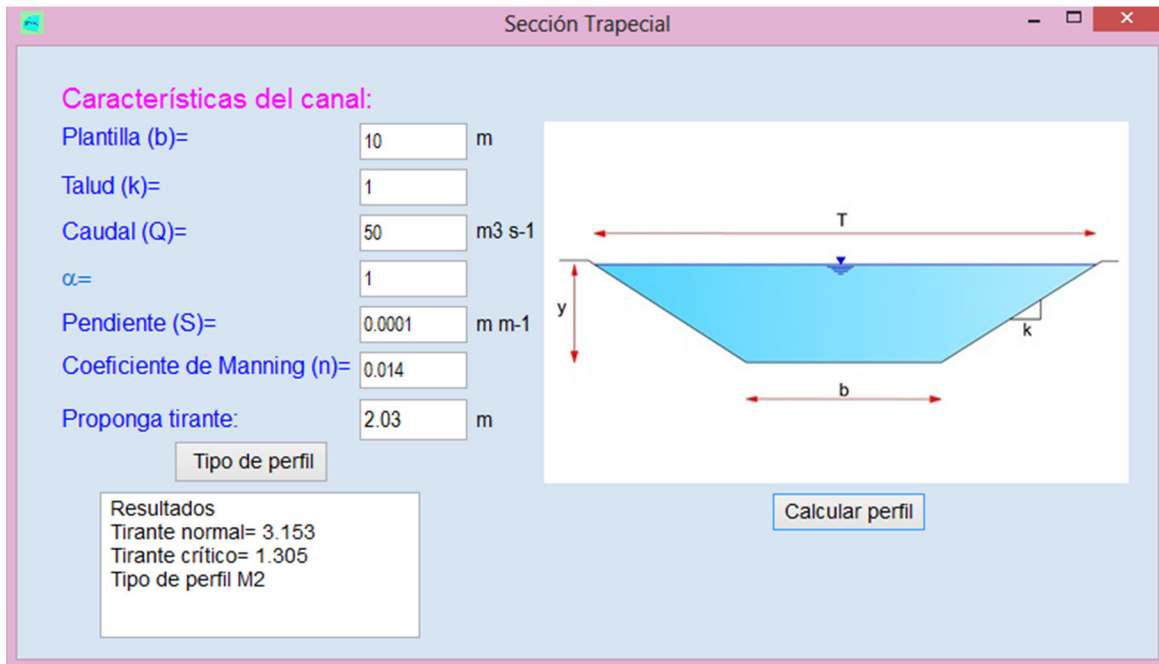 Sección Trapecial
Características del canal:
Plantilla (b)= 10 m
Talud (k)= 1
Caudal (Q)= 50 m3 s-1
α= 1
Pendiente (S)= 0.0001 m m-1
Coeficiente de Manning (n)= 0.014
Proponga tirante: 2.03 m
Tipo de perfil
Resultados
Tirante normal= 3.153
Tirante crítico= 1.305
Tipo de perfil M2
T
y
k
b
Calcular perfil